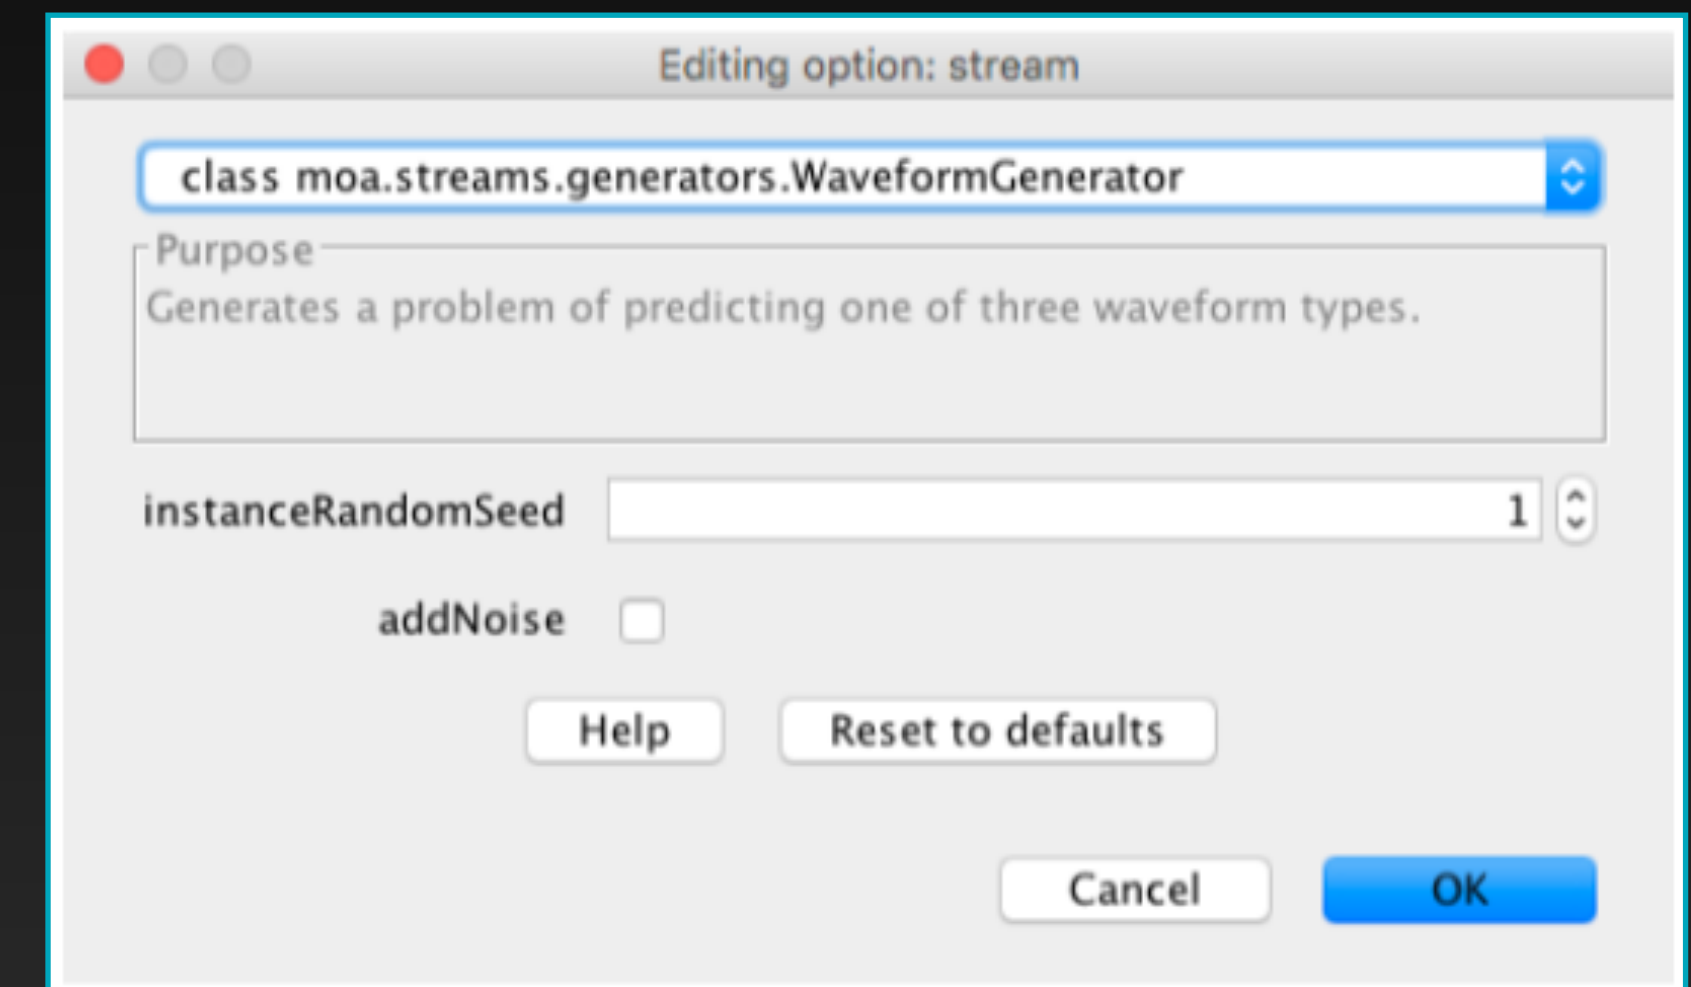 Editing option: stream
class moa.streams.generators.WaveformGenerator
Purpose
Generates a problem of predicting one of three waveform types.
instanceRandomSeed 1
addNoise
Help Reset to defaults
Cancel OK